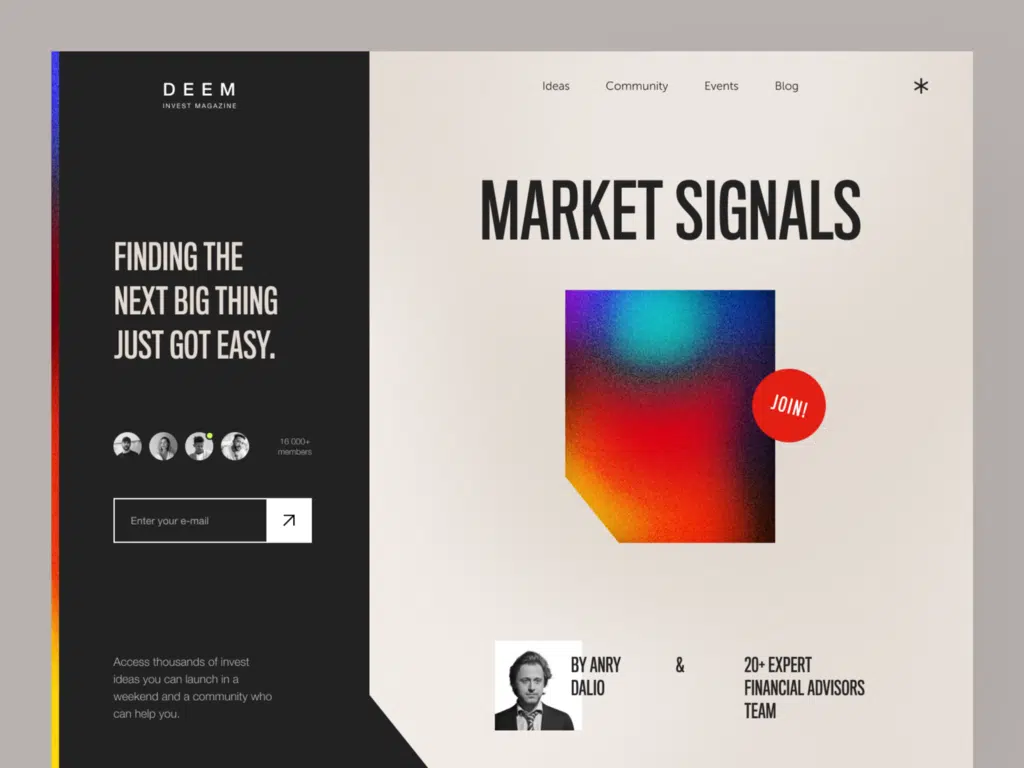 DEEM
INVEST MAGAZINE
FINDING THE
NEXT BIG THING
JUST GOT EASY.
16 000+
members
Enter your e-mail
Access thousands of invest
ideas you can launch in a
weekend and a community who
can help you.
Ideas Community Events Blog
MARKET SIGNALS
JOIN!
BY ANRY
DALIO
&
20+ EXPERT
FINANCIAL ADVISORS
TEAM